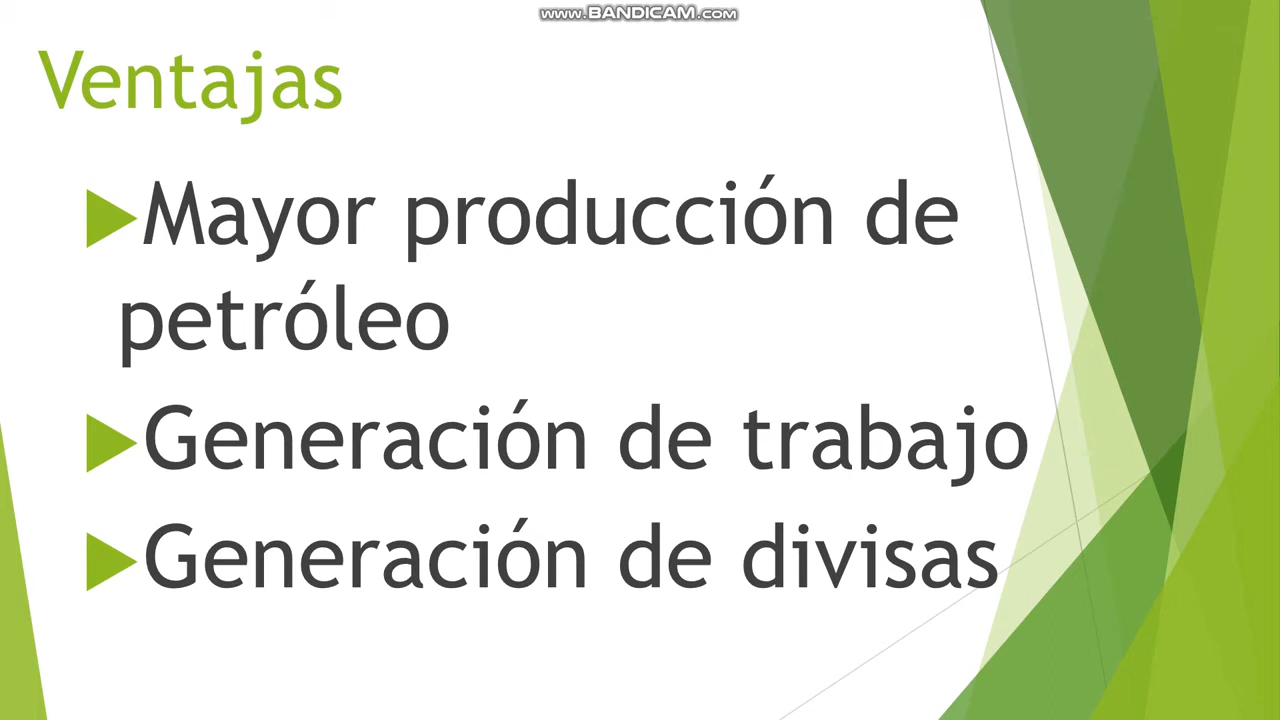 www.BANDICAM.com
Ventajas
Mayor producción de
petróleo
Generación de trabajo
Generación de divisas